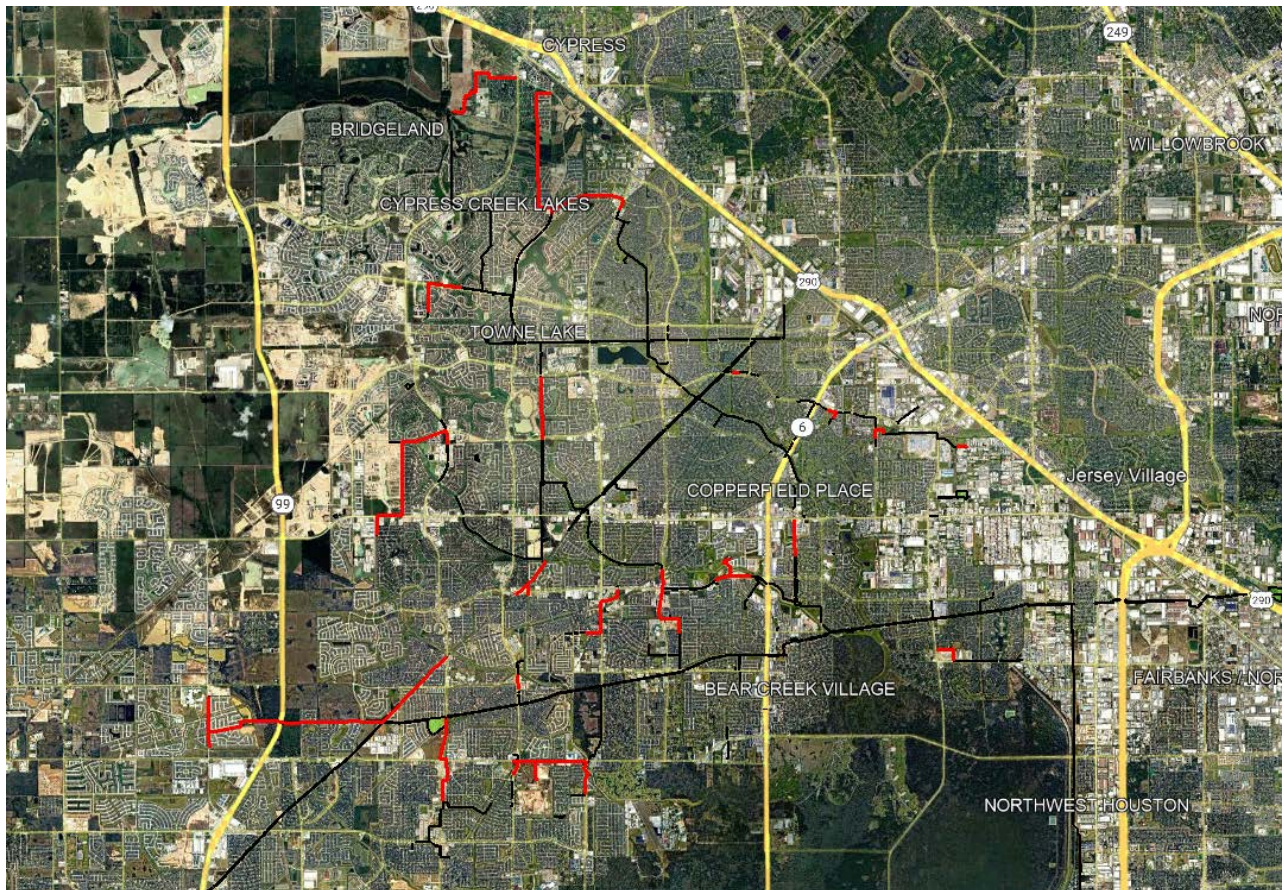 290
CYPRESS
249
BRIDGELAND
WILLOWBROOK
CYPRESS CREEK LAKES
290
NOR
TOWNE LAKE
6
Jersey Village
COPPERFIELD PLACE
99
290
FAIRBANKS / NOR
BEAR CREEK VILLAGE
NORTHWEST HOUSTON